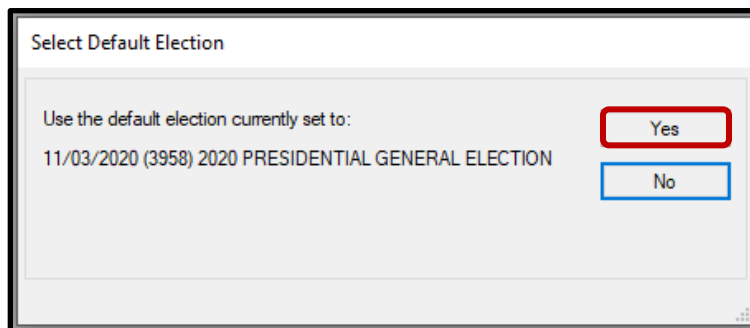 Select Default Election
Use the default election currently set to:
Yes
11/03/2020 (3958) 2020 PRESIDENTIAL GENERAL ELECTION
No